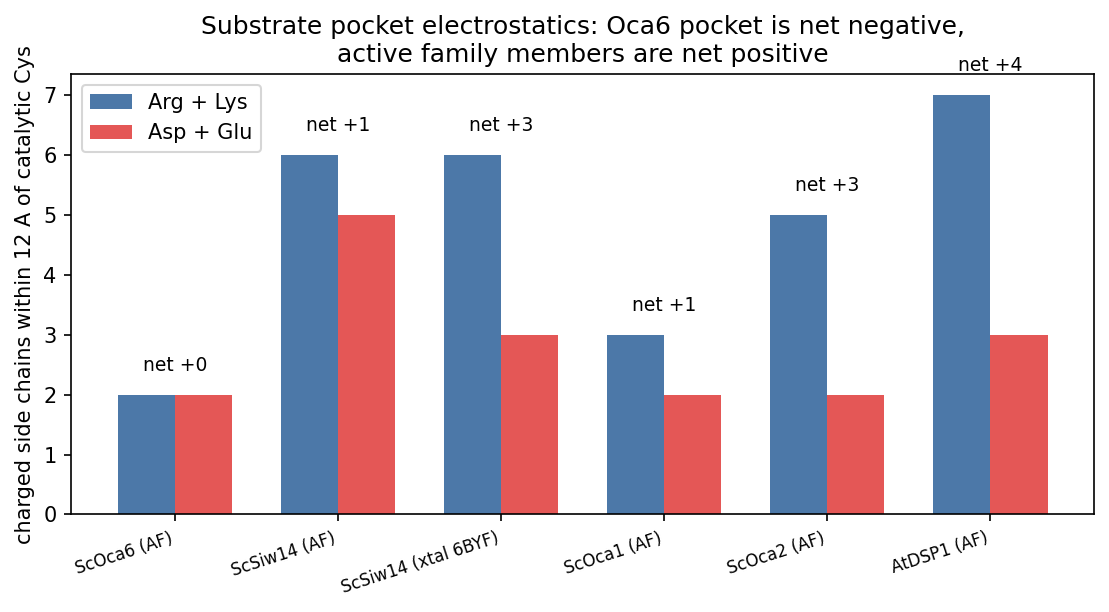 Substrate pocket electrostatics: Oca6 pocket is net negative,
active family members are net positive
charged side chains within 12 A of catalytic Cys
7
6
5
4
3
2
1
0
Arg + Lys
Asp + Glu
net +0
net +1
net +3
net +1
net +3
net +4
ScOca6 (AF)
ScSiw14 (AF)
ScSiw14 (xtal 6BYF)
ScOca1 (AF)
ScOca2 (AF)
AtDSP1 (AF)